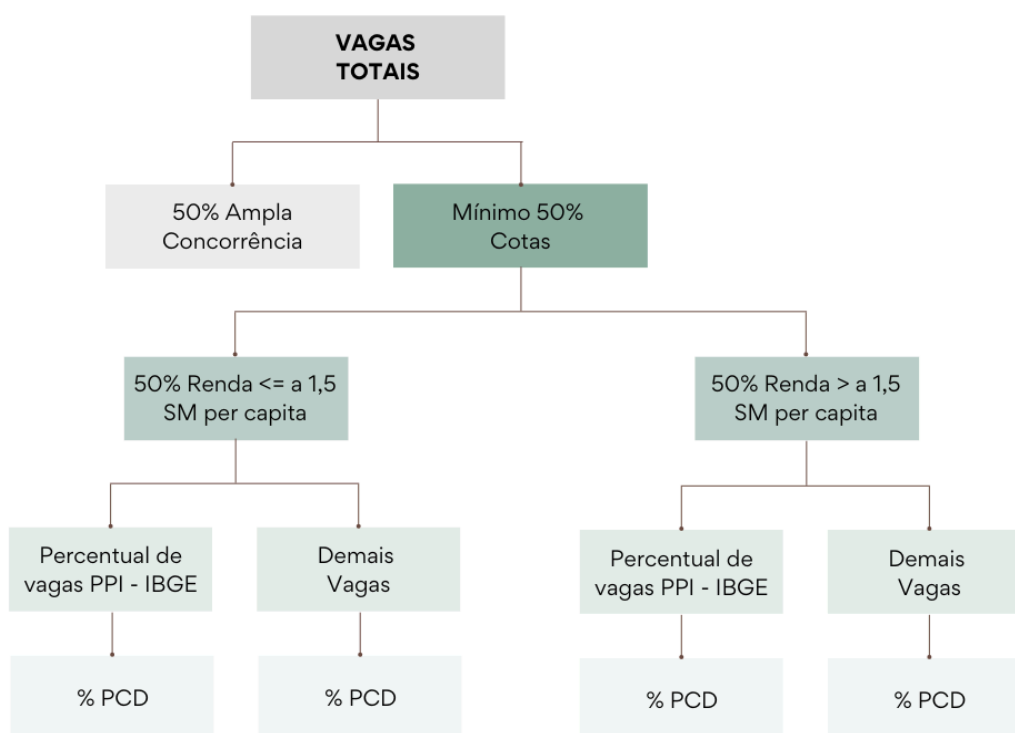 VAGAS
TOTAIS
50% Ampla
Concorrência
Mínimo 50%
Cotas
50% Renda <= a 1,5
SM per capita
50% Renda > a 1,5
SM per capita
Percentual de
vagas PPI - IBGE
Demais
Vagas
Percentual de
vagas PPI - IBGE
Demais
Vagas
% PCD
% PCD
% PCD
% PCD